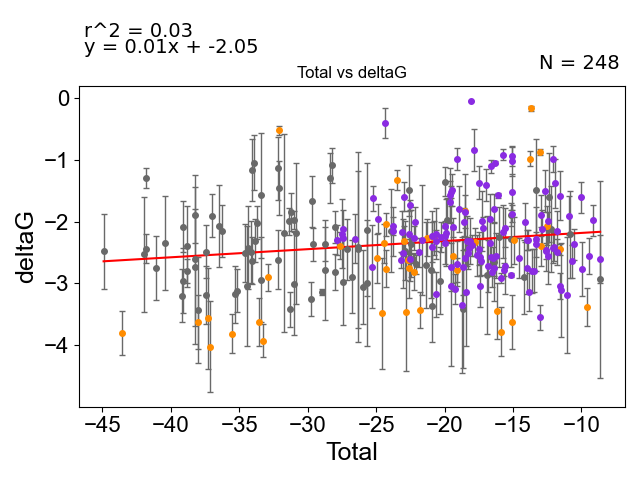 r^2 = 0.03
y = 0.01x + -2.05
N = 248
Total vs deltaG
0
−1
−2
−3
−4
deltaG
−45 −40 −35 −30 −25 −20 −15 −10
Total